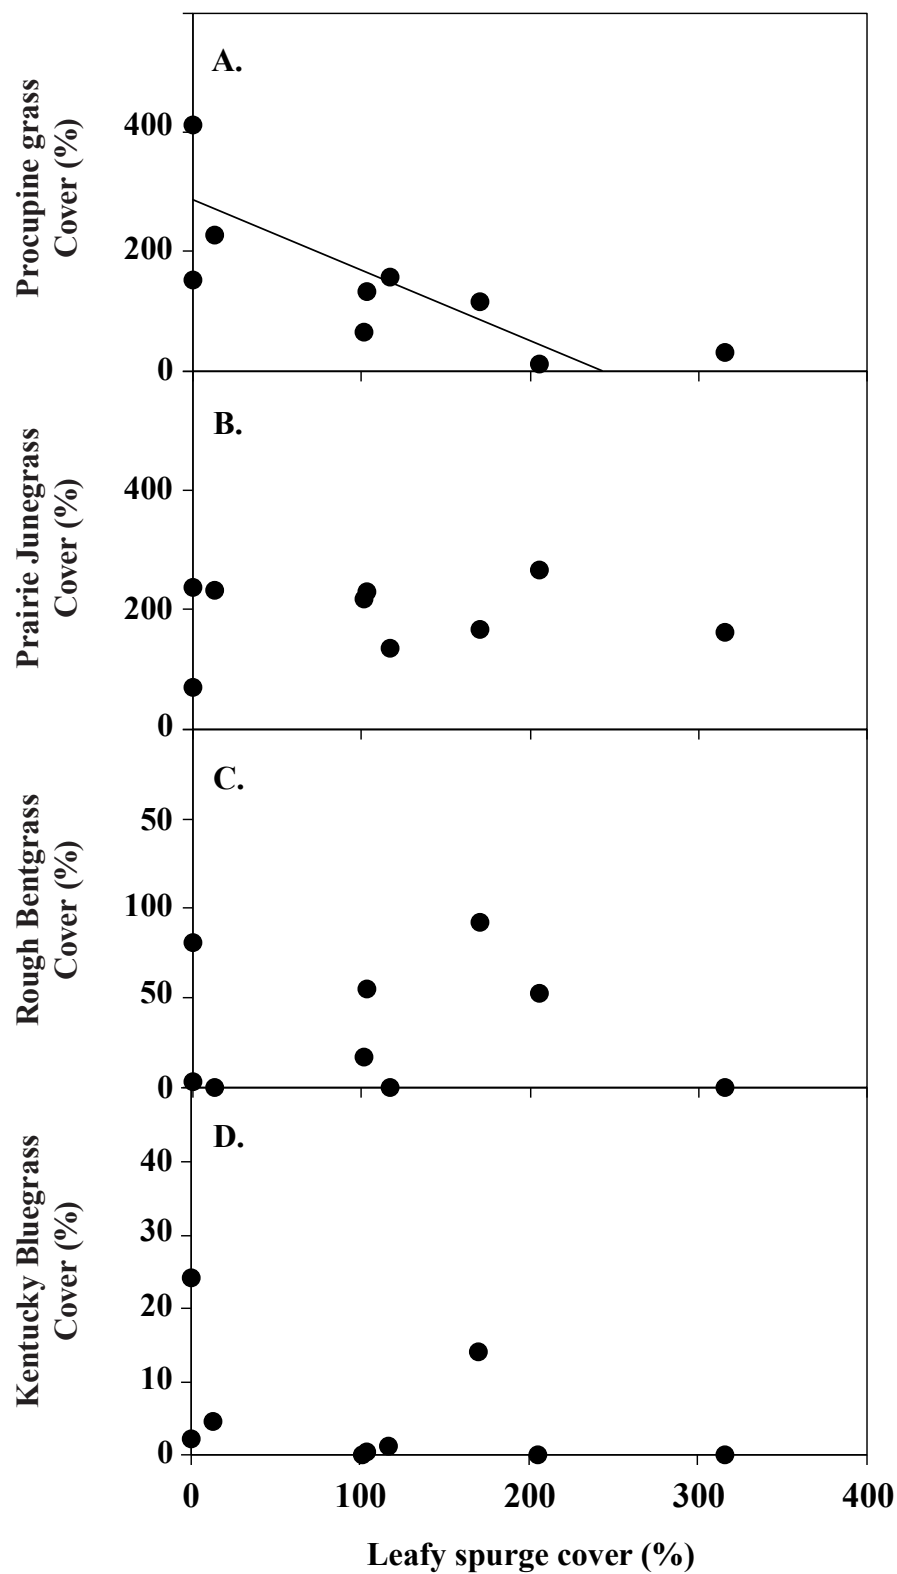 A.
Procupine grass
Cover (%)
400
200
0
B.
Prairie Junegrass
Cover (%)
400
200
0
C.
Rough Bentgrass
Cover (%)
50
100
50
0
D.
Kentucky Bluegrass
Cover (%)
40
30
20
10
0
0 100 200 300 400
Leafy spurge cover (%)